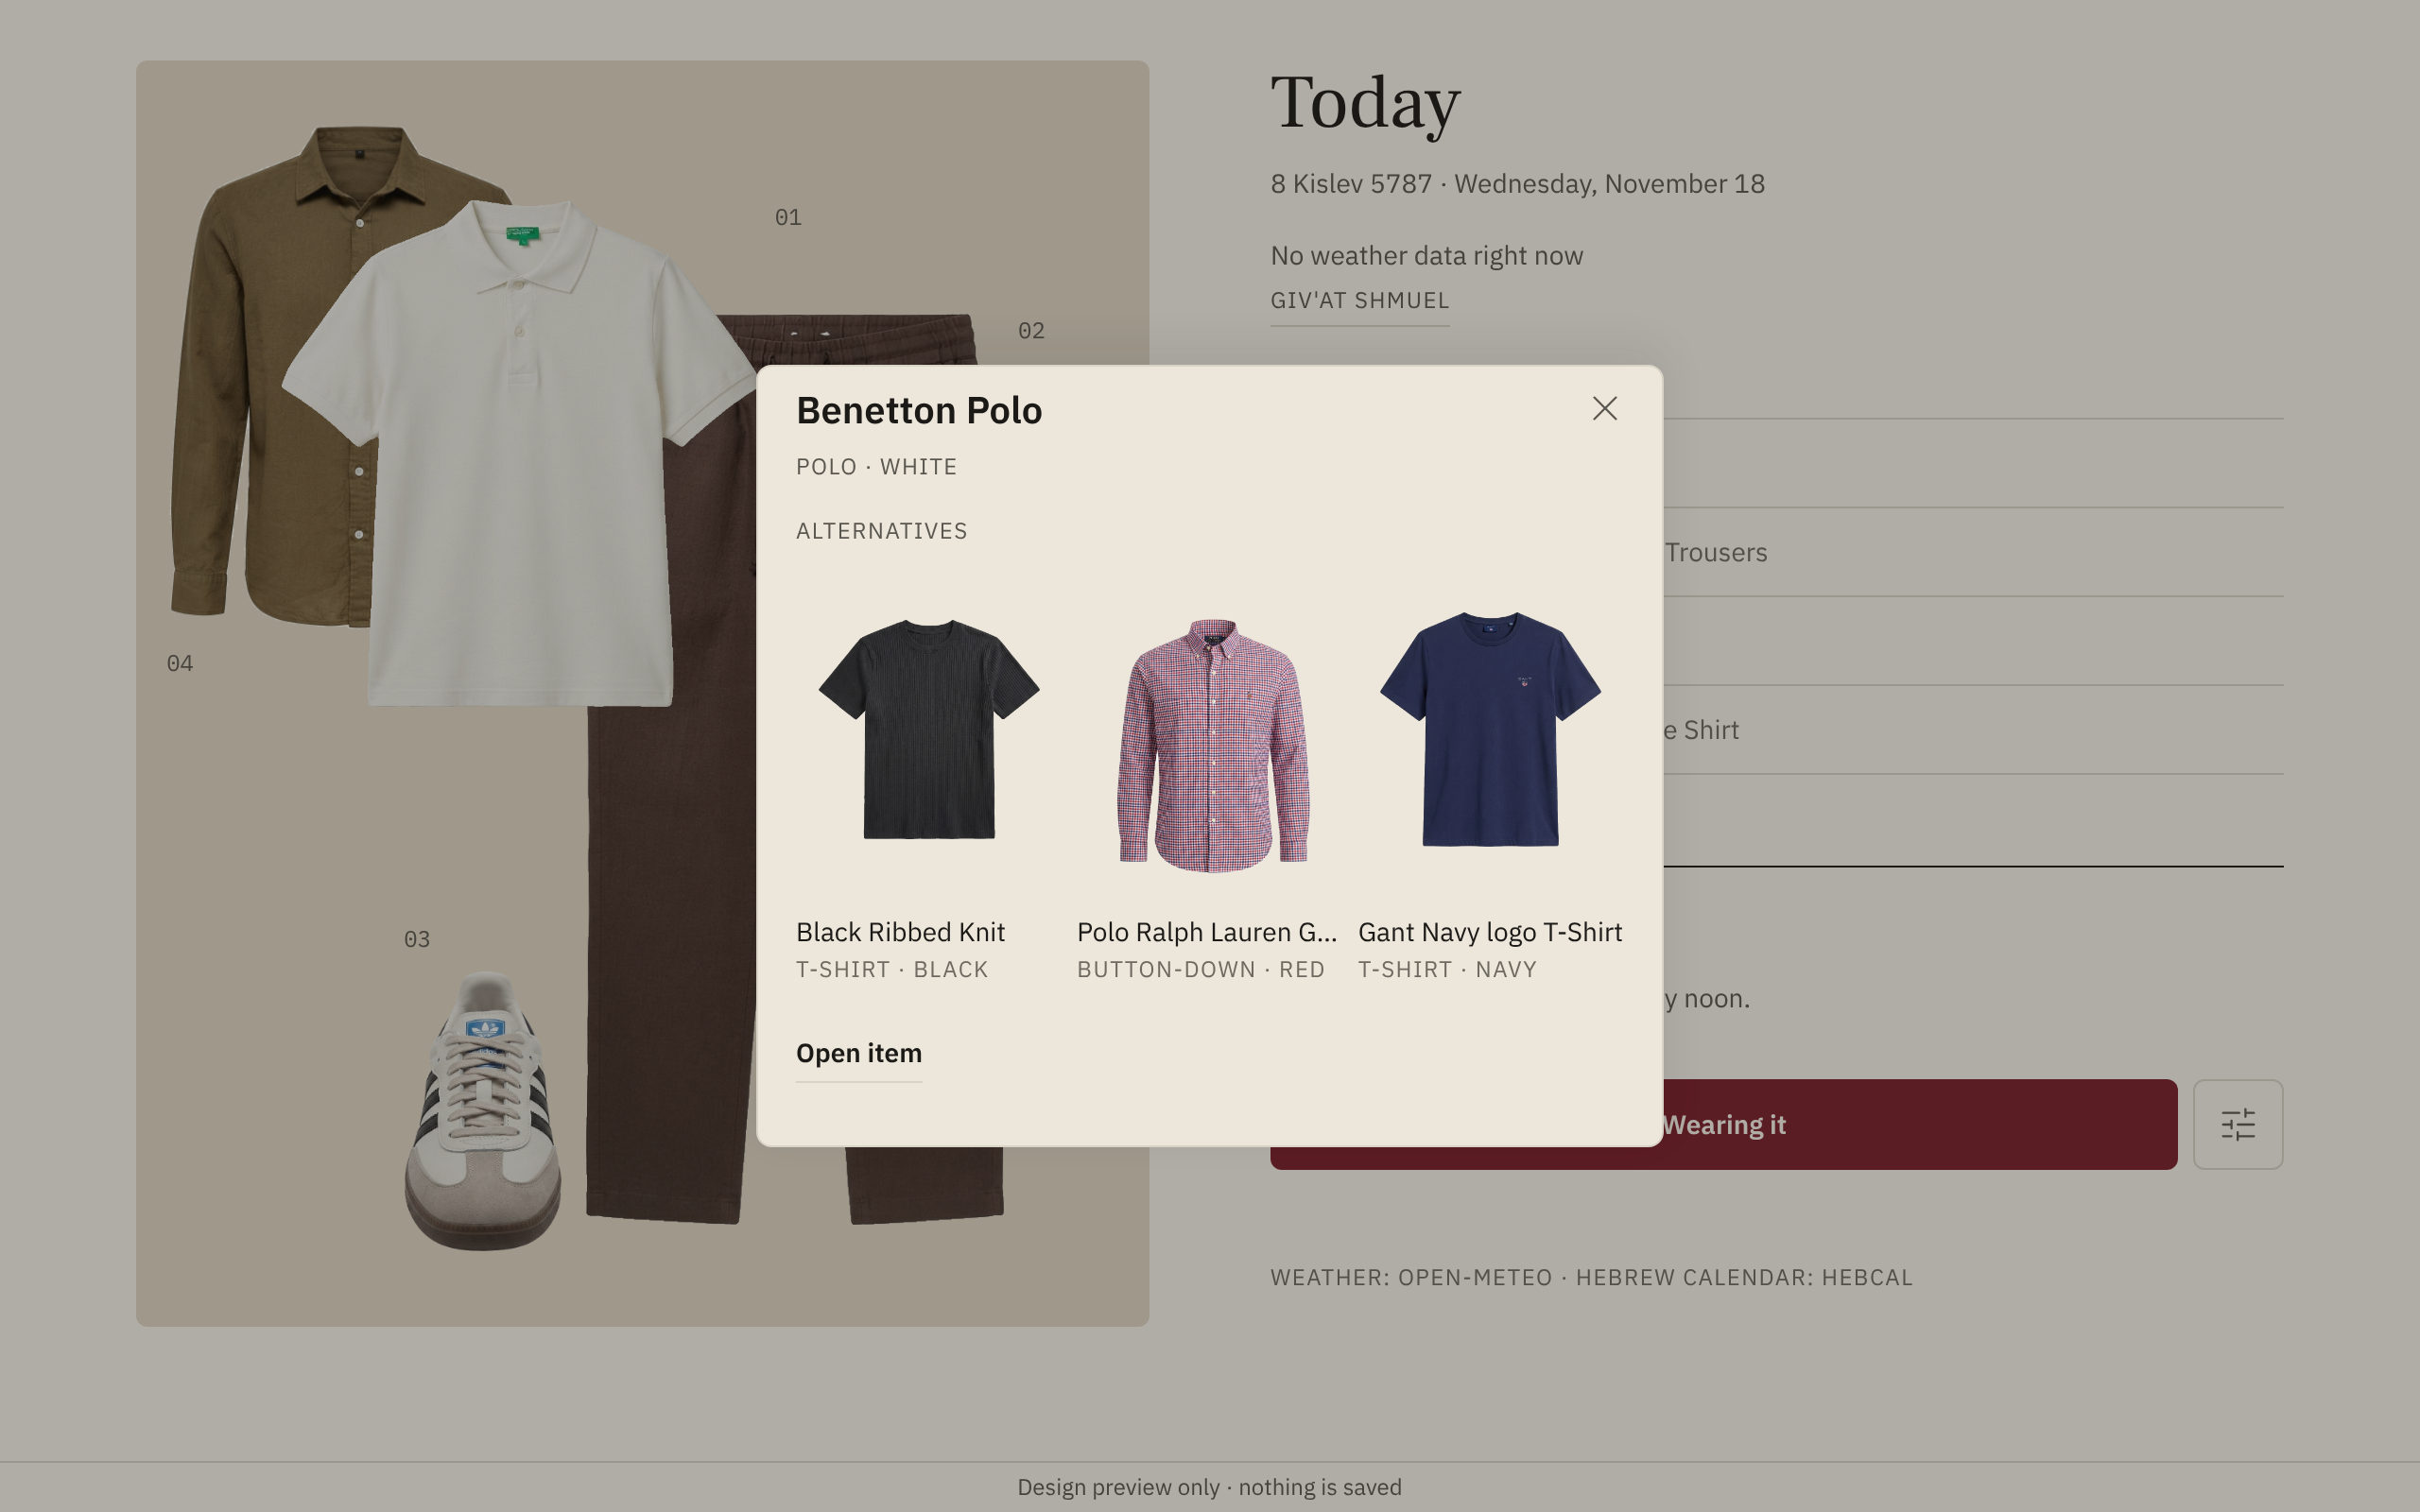 Today
8 Kislev 5787 · Wednesday, November 18
No weather data right now
GIV'AT SHMUEL
01
02
04
03
Benetton Polo
POLO · WHITE
ALTERNATIVES
Black Ribbed Knit
T-SHIRT · BLACK
Polo Ralph Lauren G...
BUTTON-DOWN · RED
Gant Navy logo T-Shirt
T-SHIRT · NAVY
Open item
Trousers
e Shirt
y noon.
Wearing it
WEATHER: OPEN-METEO · HEBREW CALENDAR: HEBCAL
Design preview only · nothing is saved